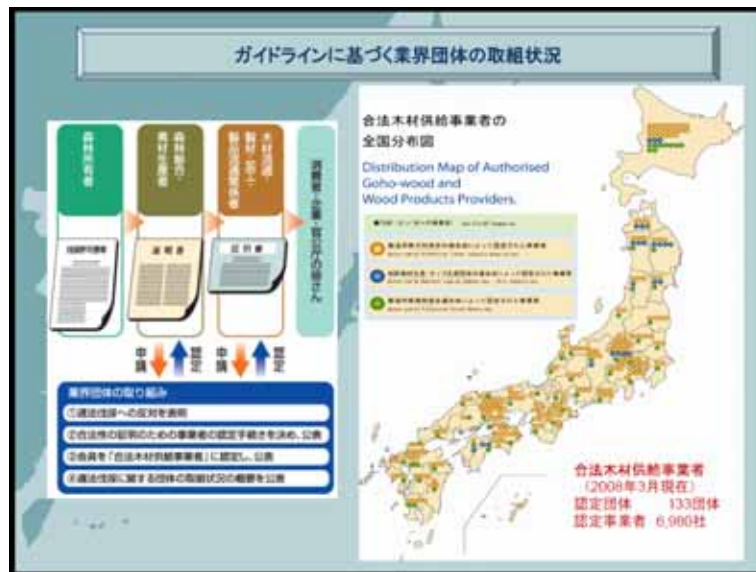 ガイドラインに基づく業界団体の取組状況
森林所有者
森林組合・
素材生産者
木材流通・
製材・加工・
製品流通関係者
消費者・企業・官公庁の皆さん
証明書
申請
認定
申請
認定
業界団体の取り組み
①違法伐採への反対を表明
②合法性の証明のための事業者の認定手続きを決め、公表
③会員を「合法木材供給事業者」に認定し、公表
④違法伐採に関する団体の取組状況の概要を公表
合法木材供給事業者の
全国分布図
Distribution Map of Authorised
Goho-wood and
Wood Products Providers.
合法木材供給事業者
(2008年3月現在)
認定団体 133団体
認定事業者 6,980社